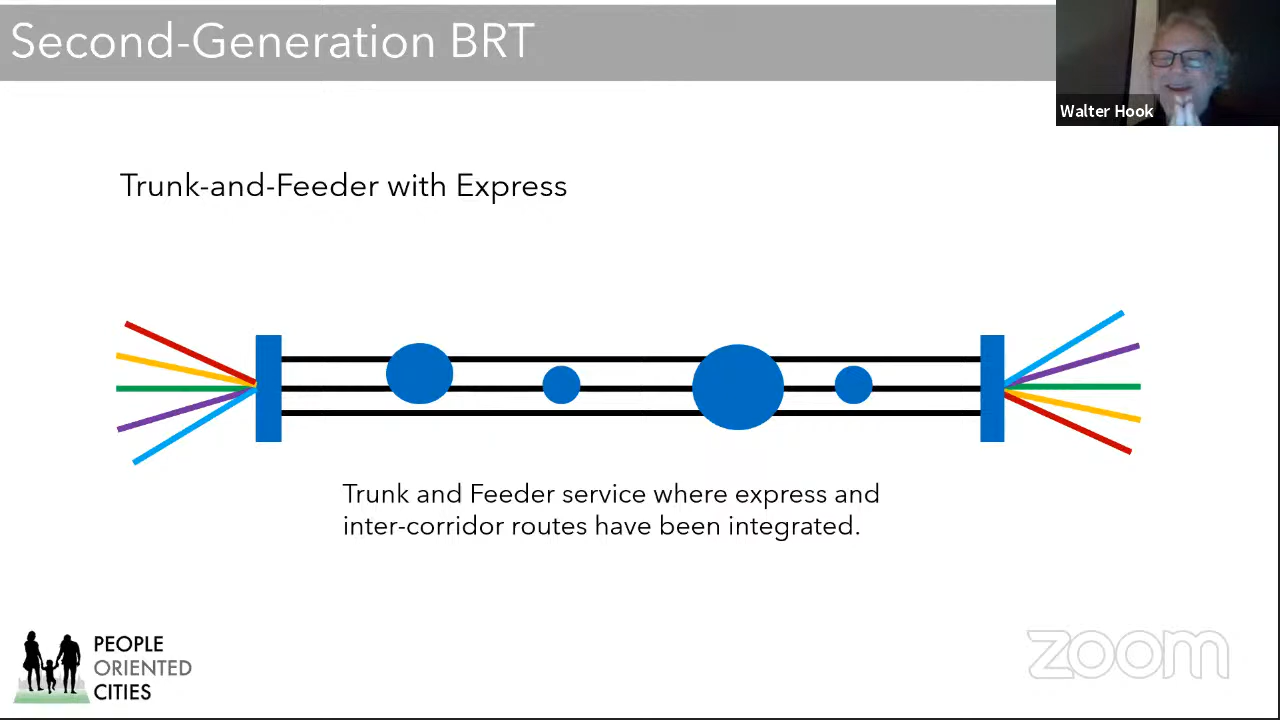 Second-Generation BRT
Walter Hook
Trunk-and-Feeder with Express
Trunk and Feeder service where express and
inter-corridor routes have been integrated.
PEOPLE
ORIENTED
CITIES
zoom